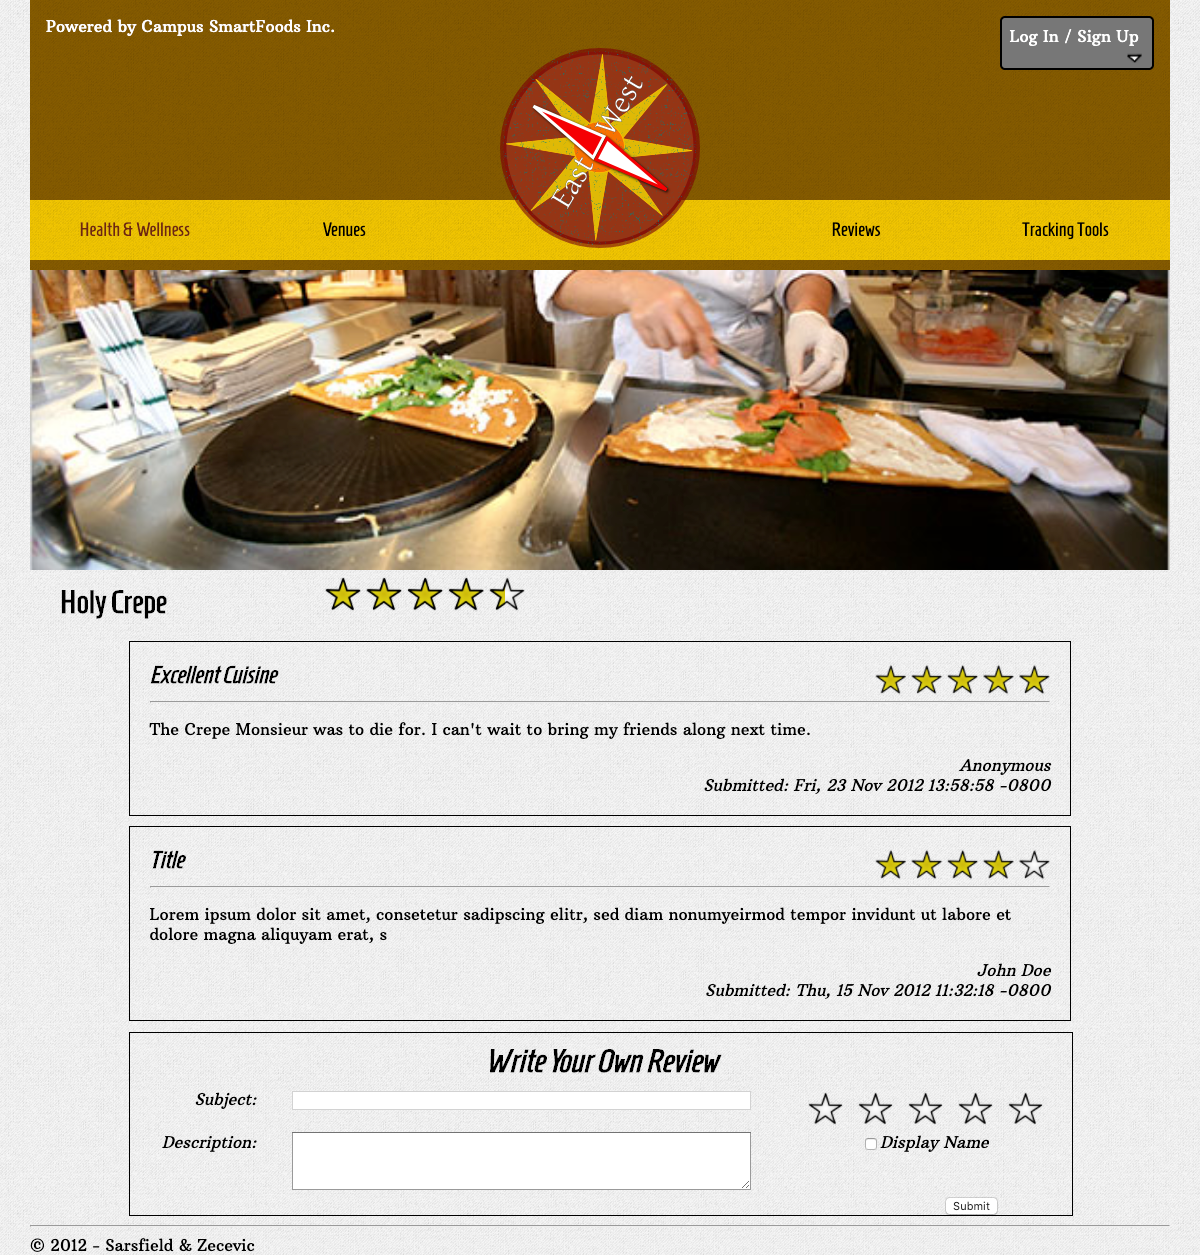 Powered by Campus SmartFoods Inc.
Log In / Sign Up
East West
Health & Wellness
Venues
Reviews
Tracking Tools
Holy Crepe
Excellent Cuisine
The Crepe Monsieur was to die for. I can't wait to bring my friends along next time.
Anonymous
Submitted: Fri, 23 Nov 2012 13:58:58 -0800
Title
Lorem ipsum dolor sit amet, consetetur sadipscing elitr, sed diam nonumyeirmod tempor invidunt ut labore et
dolore magna aliquyam erat, s
John Doe
Submitted: Thu, 15 Nov 2012 11:32:18 -0800
Write Your Own Review
Subject:
Description:
Display Name
Submit
© 2012 - Sarsfield & Zecevic